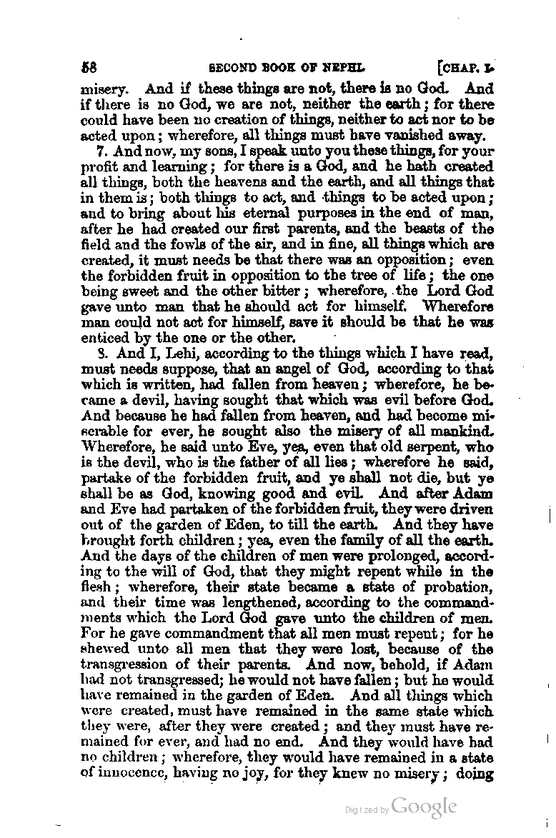 58 SECOND BOOK OF NEPHI. [CHAP. I.
misery. And if these things are not, there is no God. And
if there is no God, we are not, neither the earth; for there
could have been no creation of things, neither to act nor to be
acted upon; wherefore, all things must have vanished away.
7. And now, my sons, I speak unto you these things, for your
profit and learning; for there is a God, and he hath created
all things, both the heavens and the earth, and all things that
in them is; both things to act, and things to be acted upon;
and to bring about his eternal purposes in the end of man,
after he had created our first parents, and the beasts of the
field and the fowls of the air, and in fine, all things which are
created, it must needs be that there was an opposition; even
the forbidden fruit in opposition to the tree of life; the one
being sweet and the other bitter; wherefore, the Lord God
gave unto man that he should act for himself. Wherefore
man could not act for himself, save it should be that he was
enticed by the one or the other.
8. And I, Lehi, according to the things which I have read,
must needs suppose, that an angel of God, according to that
which is written, had fallen from heaven; wherefore, he be-
came a devil, having sought that which was evil before God.
And because he had fallen from heaven, and had become mi-
serable for ever, he sought also the misery of all mankind.
Wherefore, he said unto Eve, yea, even that old serpent, who
is the devil, who is the father of all lies; wherefore he said,
partake of the forbidden fruit, and ye shall not die, but ye
shall be as God, knowing good and evil. And after Adam
and Eve had partaken of the forbidden fruit, they were driven
out of the garden of Eden, to till the earth. And they have
brought forth children; yea, even the family of all the earth.
And the days of the children of men were prolonged, accord-
ing to the will of God, that they might repent while in the
flesh; wherefore, their state became a state of probation,
and their time was lengthened, according to the command-
ments which the Lord God gave unto the children of men.
For he gave commandment that all men must repent; for he
shewed unto all men that they were lost, because of the
transgression of their parents. And now, behold, if Adam
had not transgressed; he would not have fallen; but he would
have remained in the garden of Eden. And all things which
were created, must have remained in the same state which
they were, after they were created; and they must have re-
mained for ever, and had no end. And they would have had
no children; wherefore, they would have remained in a state
of innocence, having no joy, for they knew no misery; doing
Digitized by Google